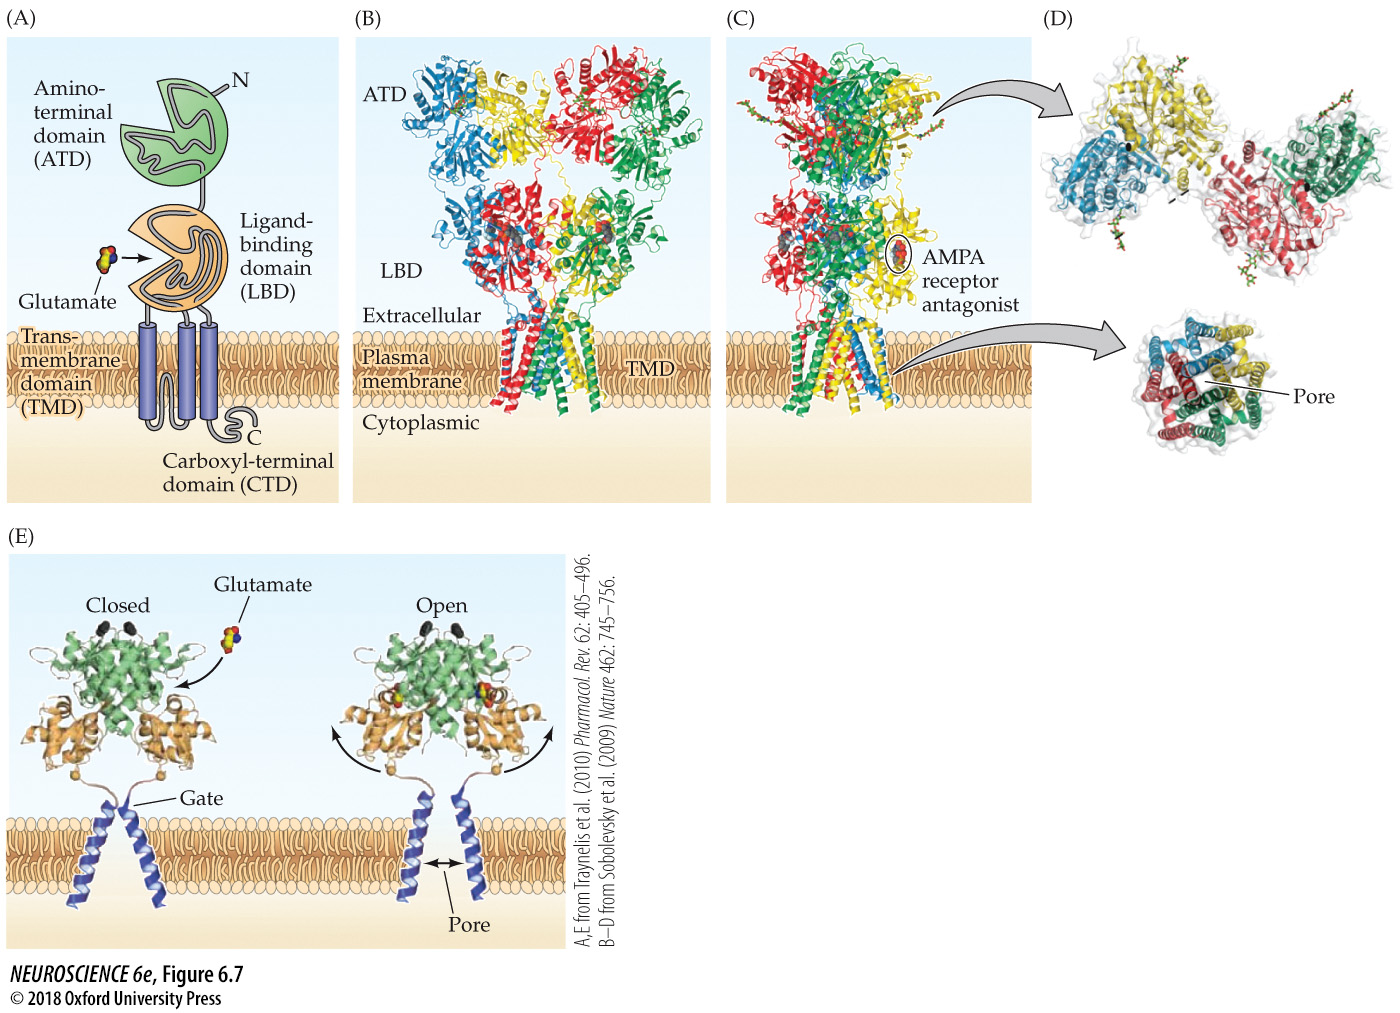 (A)
N
Amino-
terminal
domain
(ATD)
Ligand-
binding
domain
(LBD)
Glutamate
Trans-
membrane
domain
(TMD)
C
Carboxyl-terminal
domain (CTD)
(B)
ATD
LBD
Extracellular
Plasma
membrane
TMD
Cytoplasmic
(C)
AMPA
receptor
antagonist
(D)
Pore
(E)
Glutamate
Closed
Open
Gate
Pore
A,E from Traynelis et al. (2010) Pharmacol. Rev. 62: 405–496.
B–D from Sobolevsky et al. (2009) Nature 462: 745–756.
NEUROSCIENCE 6e, Figure 6.7
© 2018 Oxford University Press